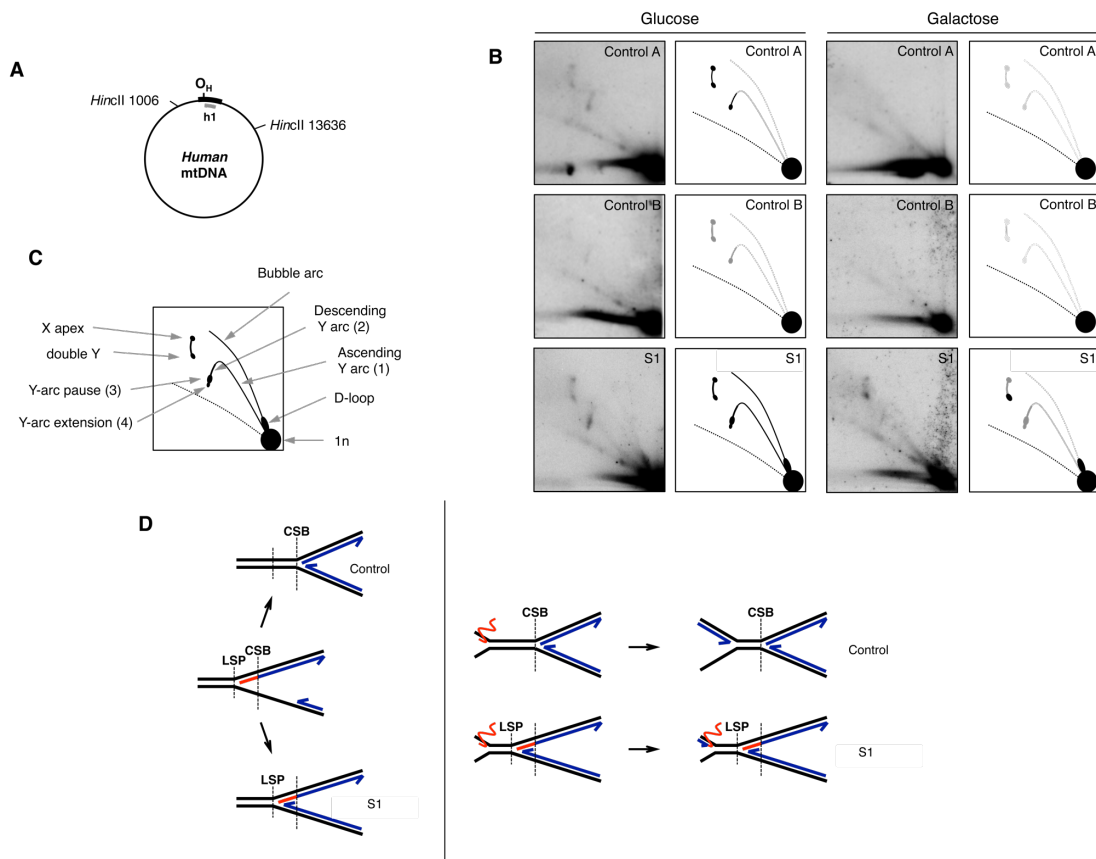 A
O_H
HincII 1006
h1
HincII 13636
Human
mtDNA
B
Glucose
Galactose
Control A
Control A
Control A
Control A
Control B
Control B
Control B
Control B
S1
S1
S1
S1
C
Bubble arc
X apex
Descending
Y arc (2)
double Y
Ascending
Y arc (1)
Y-arc pause (3)
D-loop
Y-arc extension (4)
1n
D
CSB
Control
LSP
CSB
LSP
S1
CSB
CSB
Control
LSP
LSP
S1